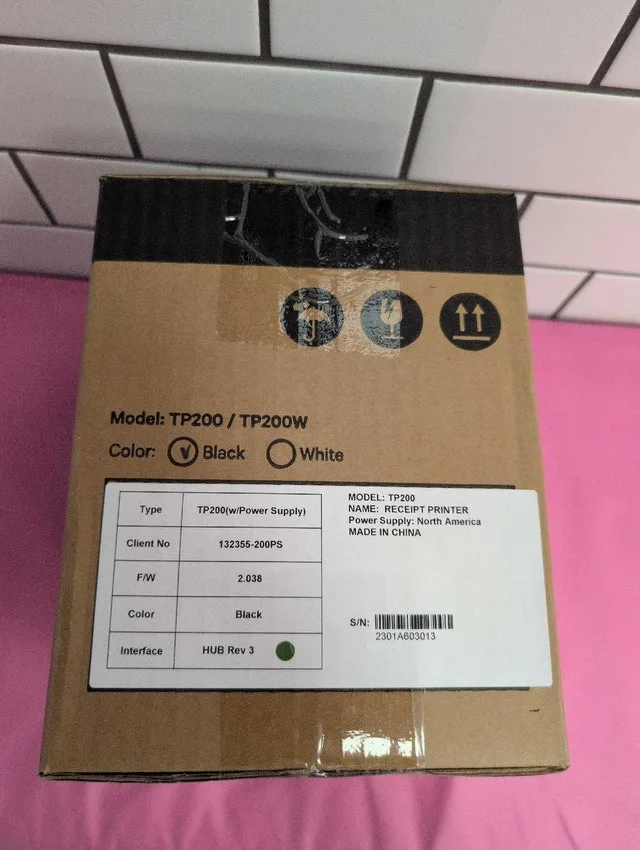 Model: TP200 / TP200W
Color: Black White
Type TP200(w/Power Supply)
Client No 132355-200PS
F/W 2.038
Color Black
Interface HUB Rev 3
MODEL: TP200
NAME: RECEIPT PRINTER
Power Supply: North America
MADE IN CHINA
S/N:
2301A603013